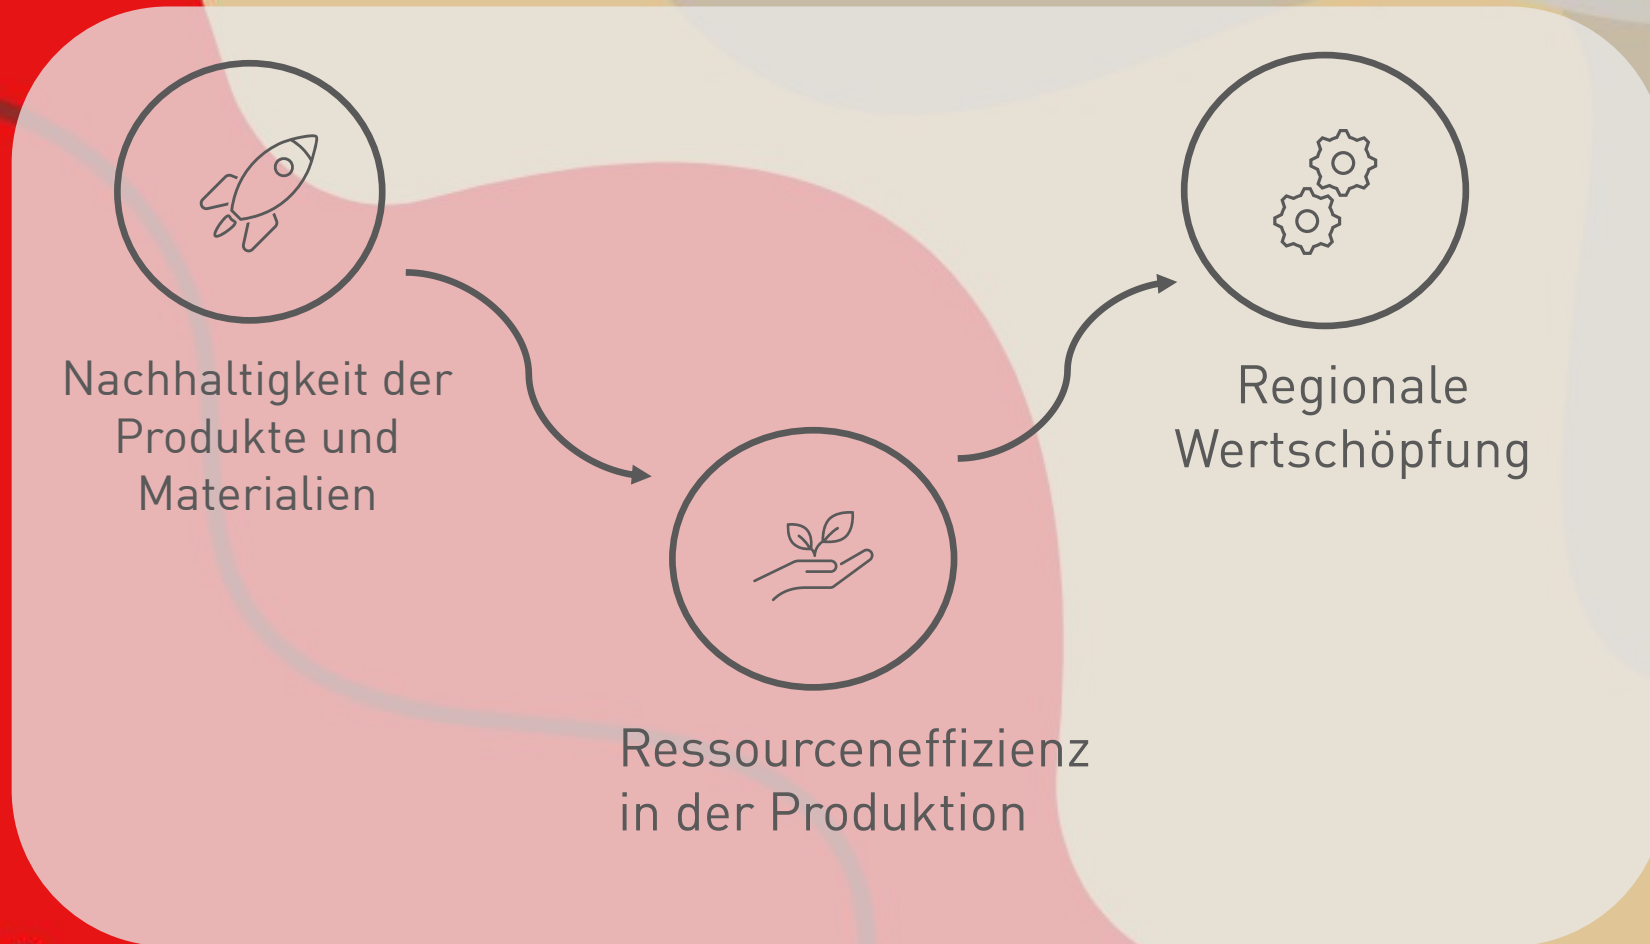 Nachhaltigkeit der
Produkte und
Materialien
Ressourceneffizienz
in der Produktion
Regionale
Wertschöpfung